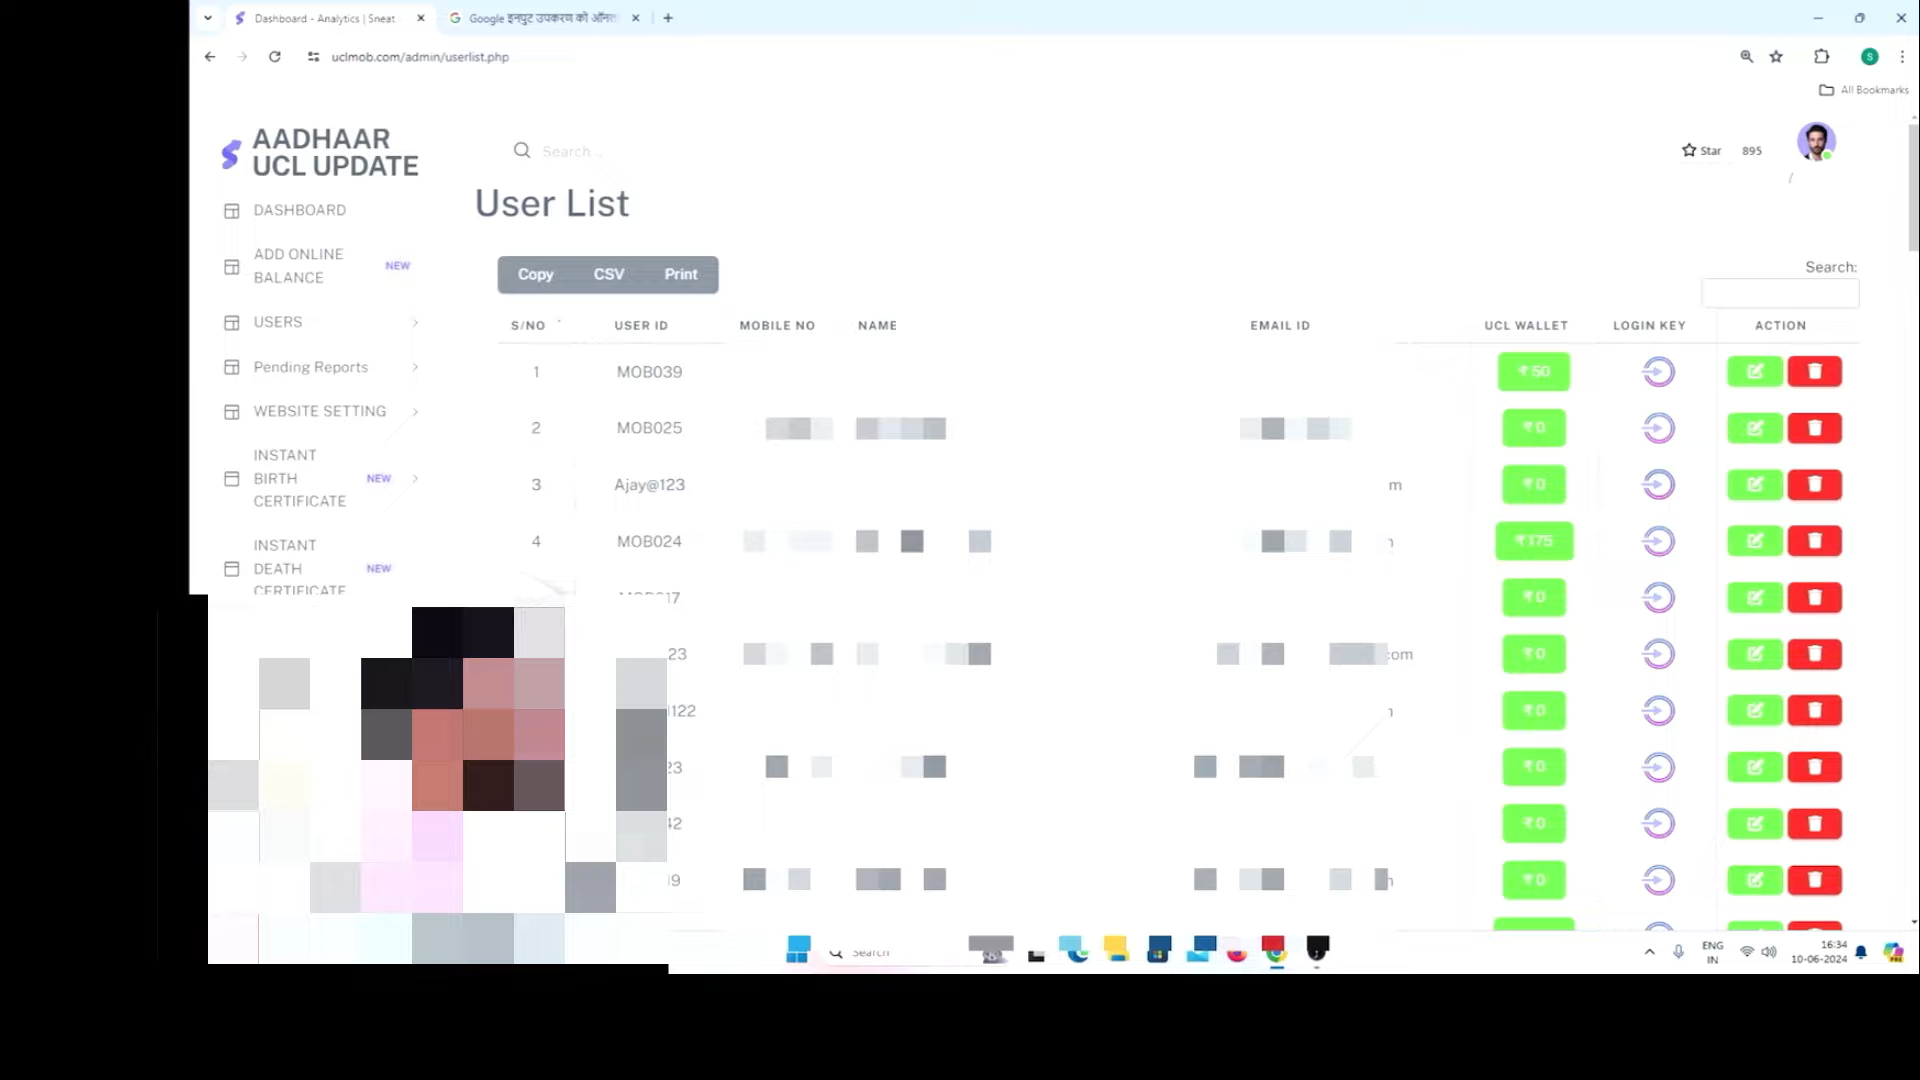 Dashboard - Analytics | Sneat
Google इनपुट उपकरण को ऑनल
uclmob.com/admin/userlist.php
S
All Bookmarks
AADHAAR
UCL UPDATE
Search...
Star 895
/
User List
DASHBOARD
ADD ONLINE
BALANCE
NEW
USERS
Pending Reports
WEBSITE SETTING
INSTANT
BIRTH
CERTIFICATE
NEW
INSTANT
DEATH
CERTIFICATE
NEW
Copy CSV Print
Search:
S/NO USER ID MOBILE NO NAME EMAIL ID UCL WALLET LOGIN KEY ACTION
1 MOB039 ₹ 50
2 MOB025 ₹ 0
3 Ajay@123 m ₹ 0
4 MOB024 ₹ 175
17 ₹ 0
23 com ₹ 0
122 ₹ 0
23 ₹ 0
42 ₹ 0
19 ₹ 0
Search
ENG
IN
16:34
10-06-2024
PRE